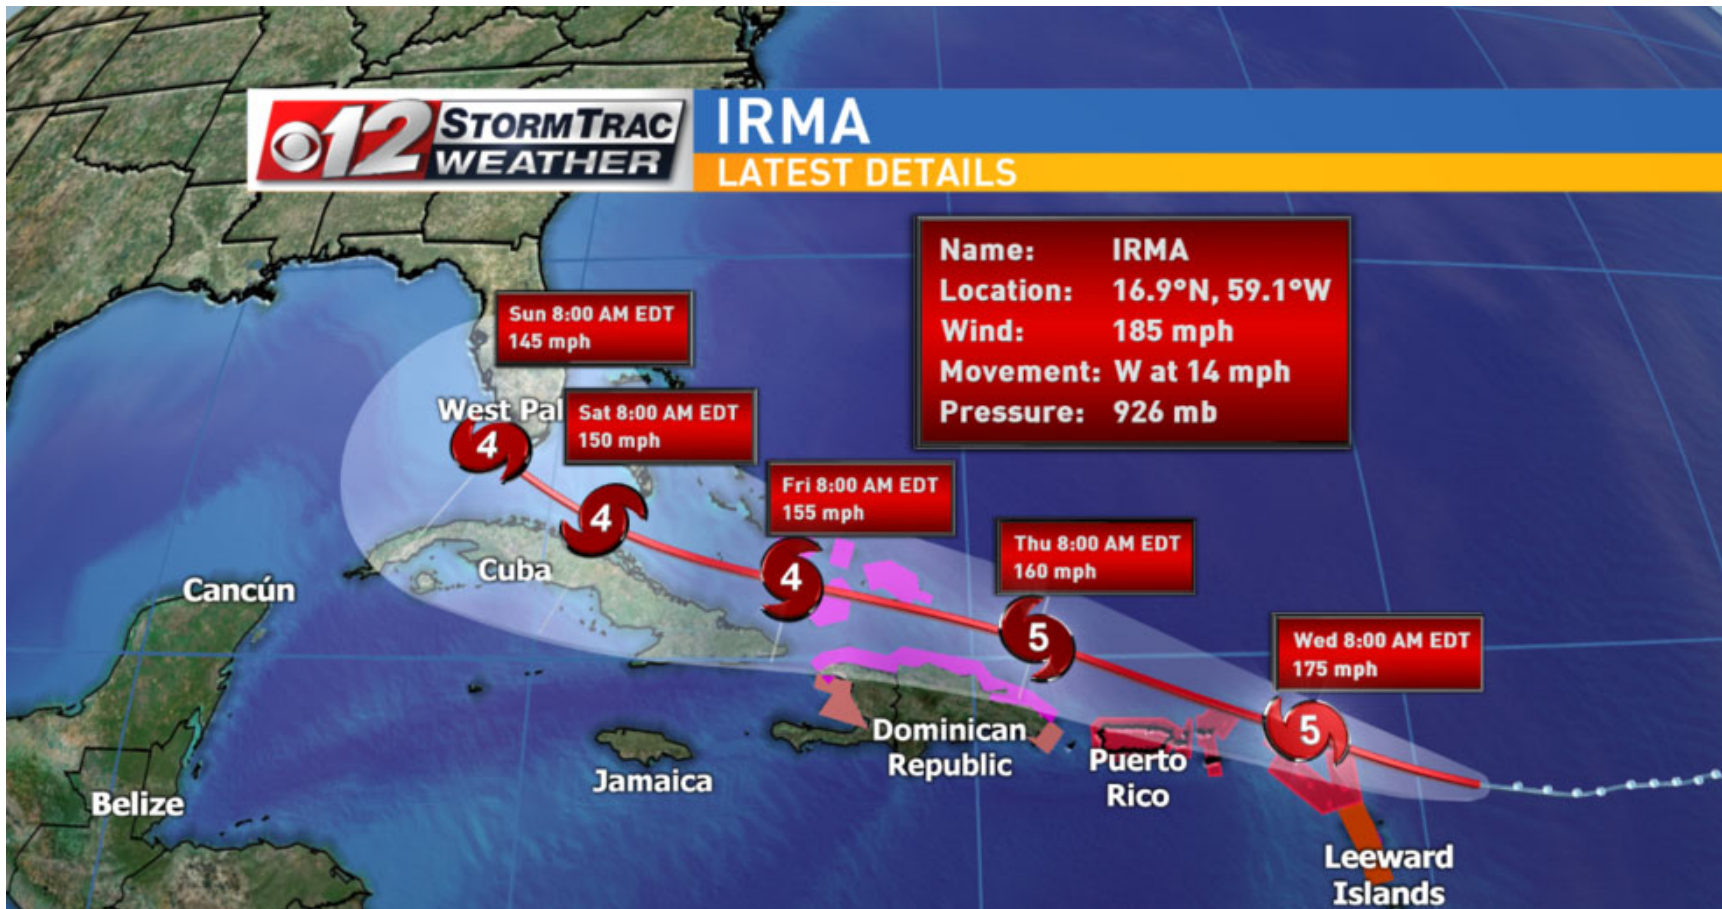 12 STORMTRAC
WEATHER
IRMA
LATEST DETAILS
Name: IRMA
Location: 16.9°N, 59.1°W
Wind: 185 mph
Movement: W at 14 mph
Pressure: 926 mb
Sun 8:00 AM EDT
145 mph
West Pal
Sat 8:00 AM EDT
150 mph
4
Fri 8:00 AM EDT
155 mph
4
Thu 8:00 AM EDT
160 mph
4
Cuba
Cancún
5
Wed 8:00 AM EDT
175 mph
5
Dominican
Republic
Jamaica
Puerto
Rico
Belize
Leeward
Islands